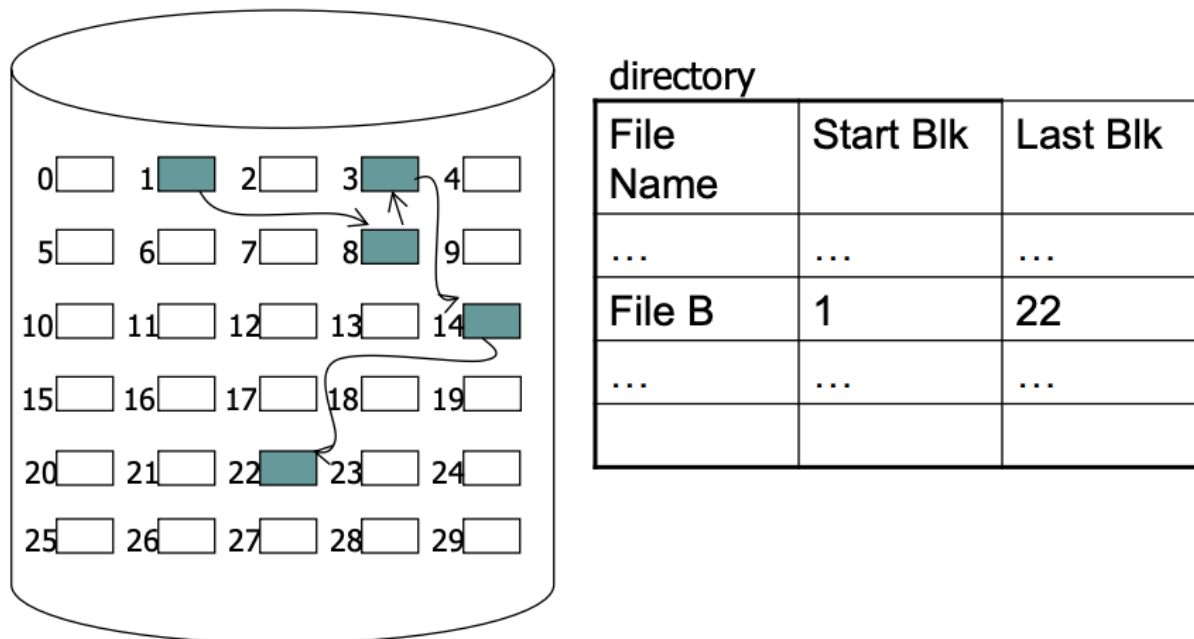 directory
File Name Start Blk Last Blk
… … …
File B 1 22
… … …
0 1 2 3 4
5 6 7 8 9
10 11 12 13 14
15 16 17 18 19
20 21 22 23 24
25 26 27 28 29